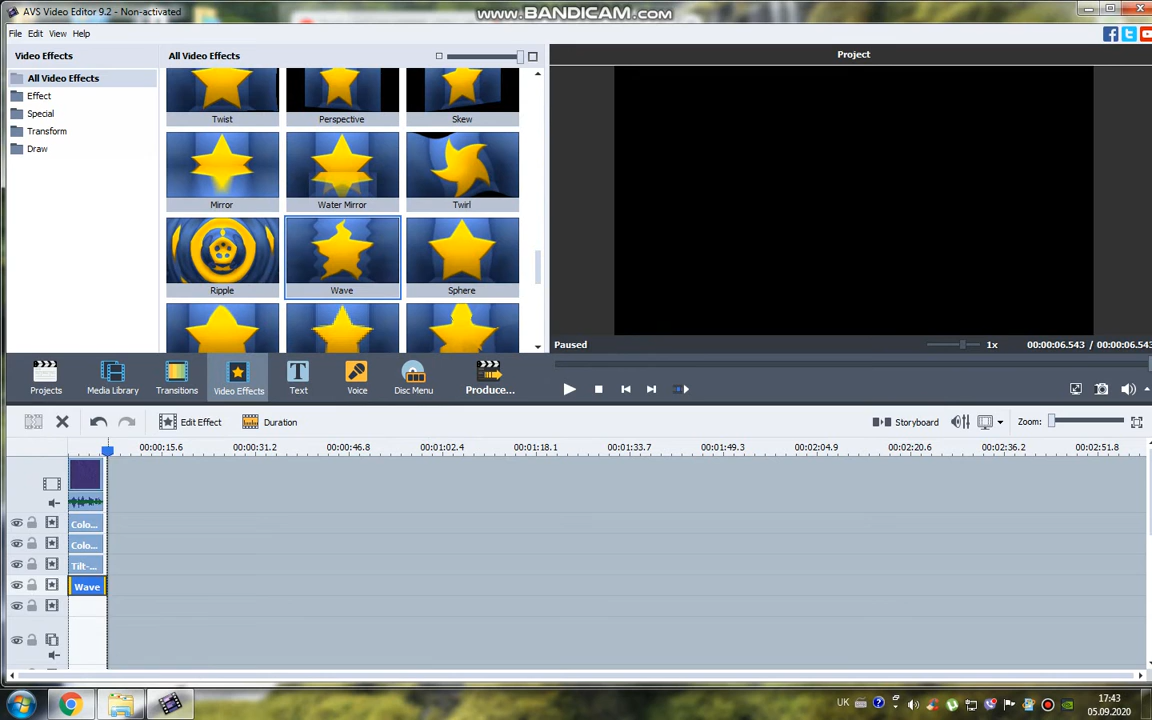 AVS Video Editor 9.2 - Non-activated
www.BANDICAM.com
File Edit View Help
Video Effects
All Video Effects
Project
All Video Effects
Effect
Special
Transform
Draw
Twist Perspective Skew
Mirror Water Mirror Twirl
Ripple Wave Sphere
Paused
1x
00:00:06.543 / 00:00:06.543
Projects Media Library Transitions Video Effects Text Voice Disc Menu Produce...
Edit Effect Duration
Storyboard
Zoom:
00:00:15.6 00:00:31.2 00:00:46.8 00:01:02.4 00:01:18.1 00:01:33.7 00:01:49.3 00:02:04.9 00:02:20.6 00:02:36.2 00:02:51.8
Colo...
Colo...
Tilt-...
Wave
UK
17:43
05.09.2020